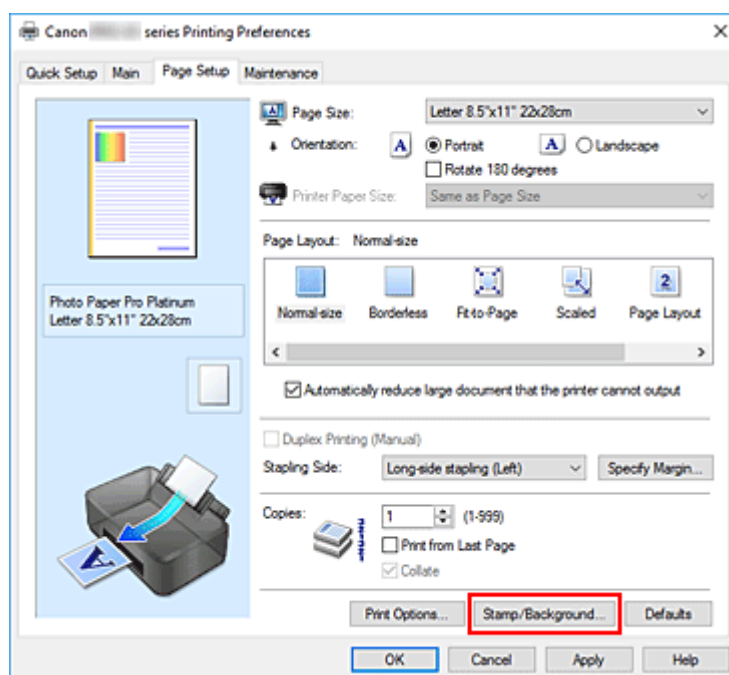 Canon series Printing Preferences
Quick Setup Main Page Setup Maintenance
Page Size: Letter 8.5"x11" 22x28cm
Orientation: A Portrait A Landscape
Rotate 180 degrees
Printer Paper Size: Same as Page Size
Page Layout: Normal-size
2
Normal-size Borderless Fit-to-Page Scaled Page Layout
Photo Paper Pro Platinum
Letter 8.5"x11" 22x28cm
Automatically reduce large document that the printer cannot output
Duplex Printing (Manual)
Stapling Side: Long-side stapling (Left) Specify Margin...
Copies: 1 (1-999)
Print from Last Page
Collate
A
Print Options... Stamp/Background... Defaults
OK Cancel Apply Help